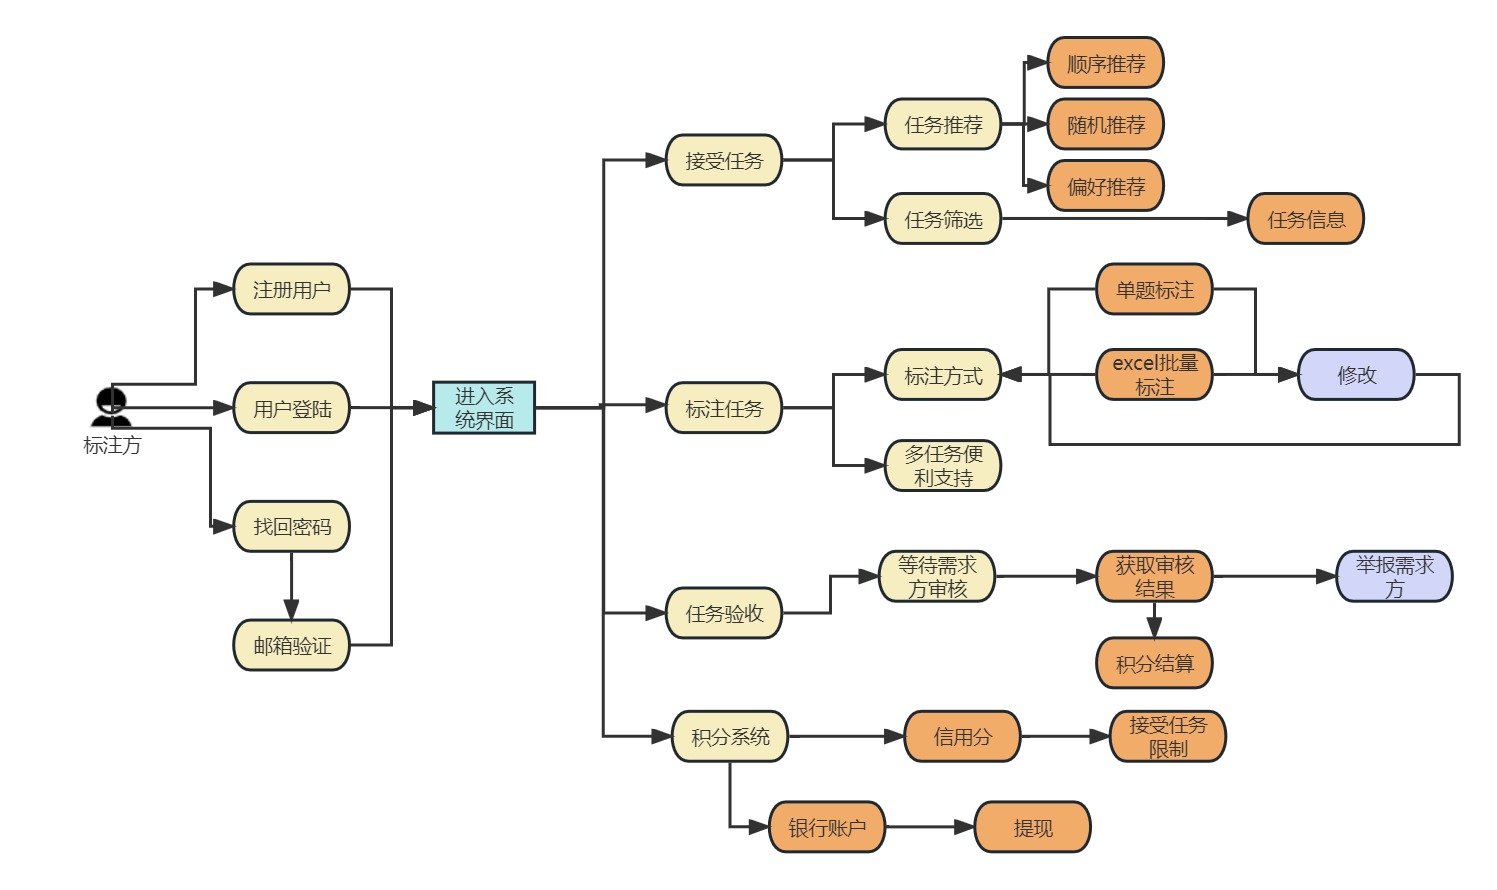 顺序推荐
任务推荐
随机推荐
接受任务
偏好推荐
任务筛选
任务信息
注册用户
单题标注
标注方式
excel批量
标注
修改
用户登陆
进入系
统界面
标注任务
标注方
多任务便
利支持
找回密码
等待需求
方审核
获取审核
结果
举报需求
方
任务验收
邮箱验证
积分结算
积分系统
信用分
接受任务
限制
银行账户
提现